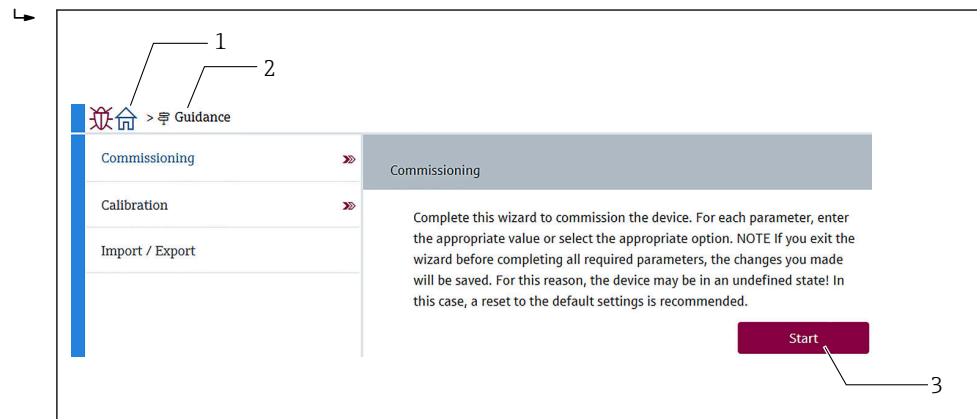 1
2
> Guidance
Commissioning
Calibration
Import / Export
Commissioning
Complete this wizard to commission the device. For each parameter, enter
the appropriate value or select the appropriate option. NOTE If you exit the
wizard before completing all required parameters, the changes you made
will be saved. For this reason, the device may be in an undefined state! In
this case, a reset to the default settings is recommended.
Start
3